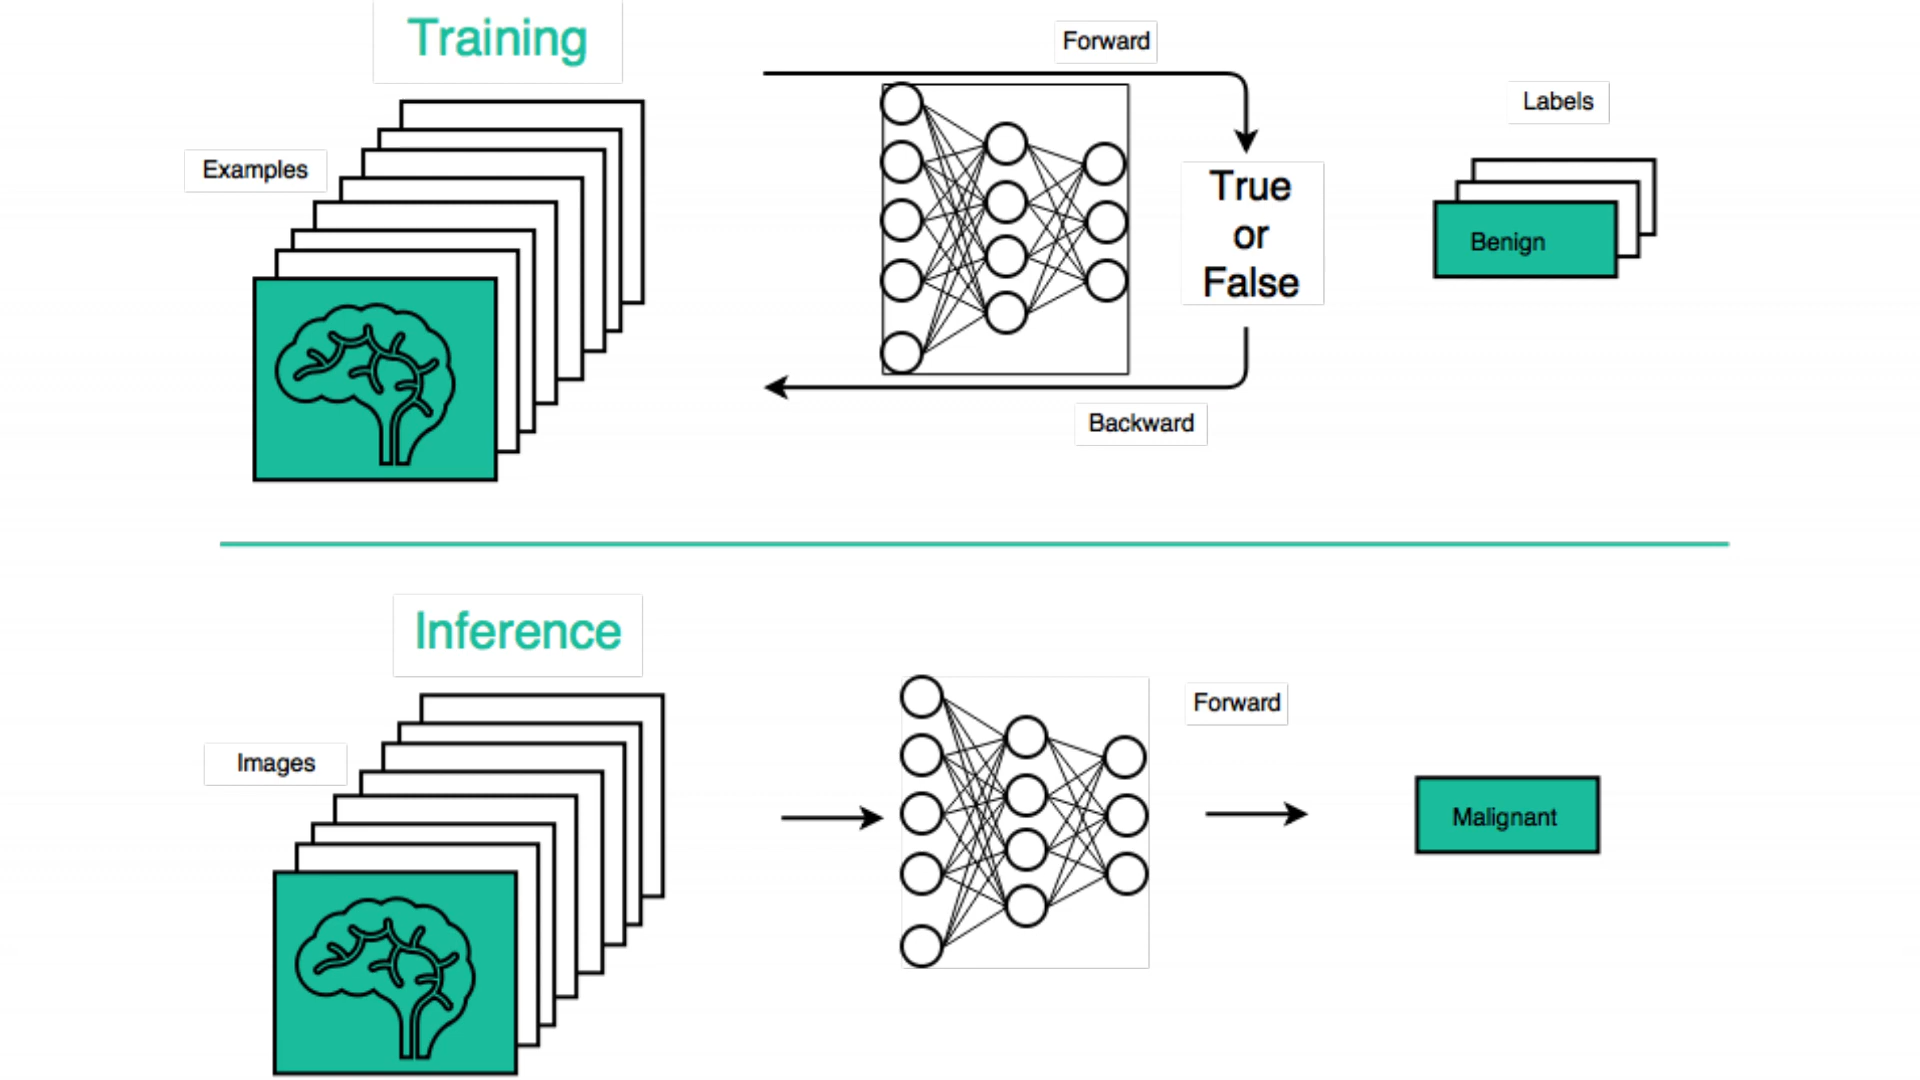 Training
Forward
Labels
Examples
True
or
False
Benign
Backward
Inference
Forward
Images
Malignant